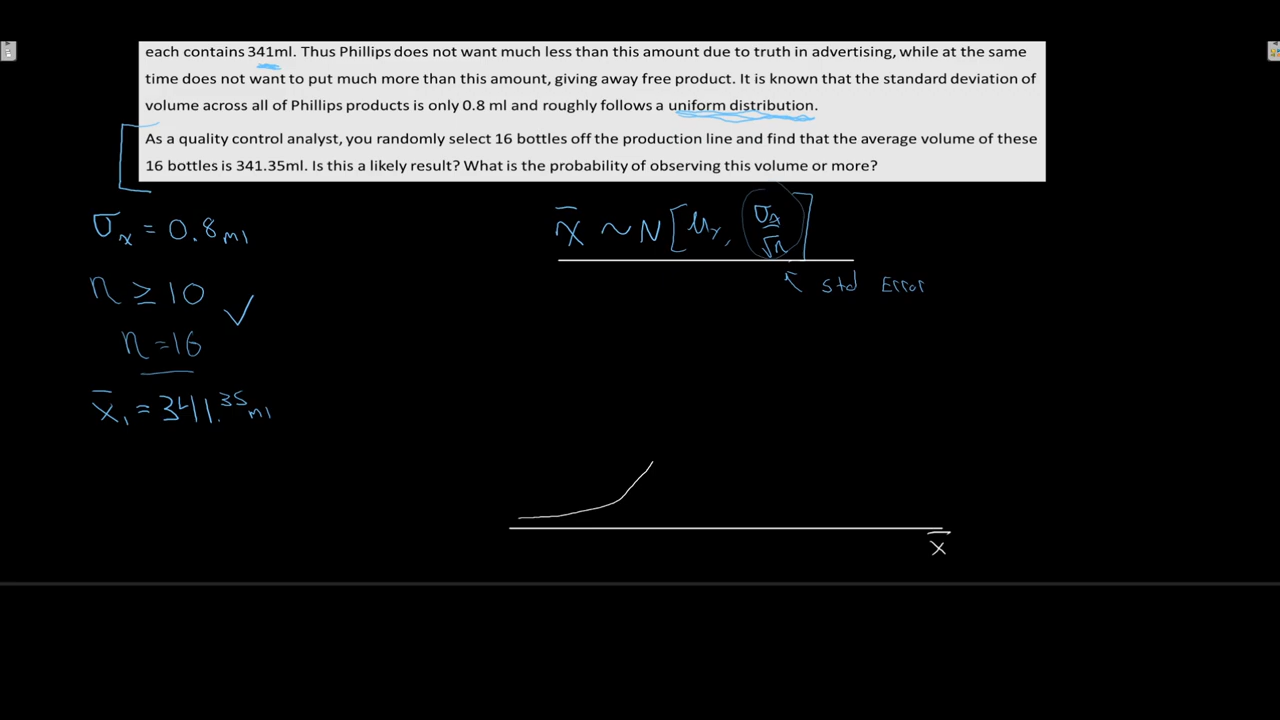 each contains 341ml. Thus Phillips does not want much less than this amount due to truth in advertising, while at the same
time does not want to put much more than this amount, giving away free product. It is known that the standard deviation of
volume across all of Phillips products is only 0.8 ml and roughly follows a uniform distribution.
As a quality control analyst, you randomly select 16 bottles off the production line and find that the average volume of these
16 bottles is 341.35ml. Is this a likely result? What is the probability of observing this volume or more?
σₓ = 0.8 ml
x̄ ~ N [μₓ, σₓ/√n]
Std Error
n ≥ 10 ✓
n = 16
x̄₁ = 341.35 ml
x̄